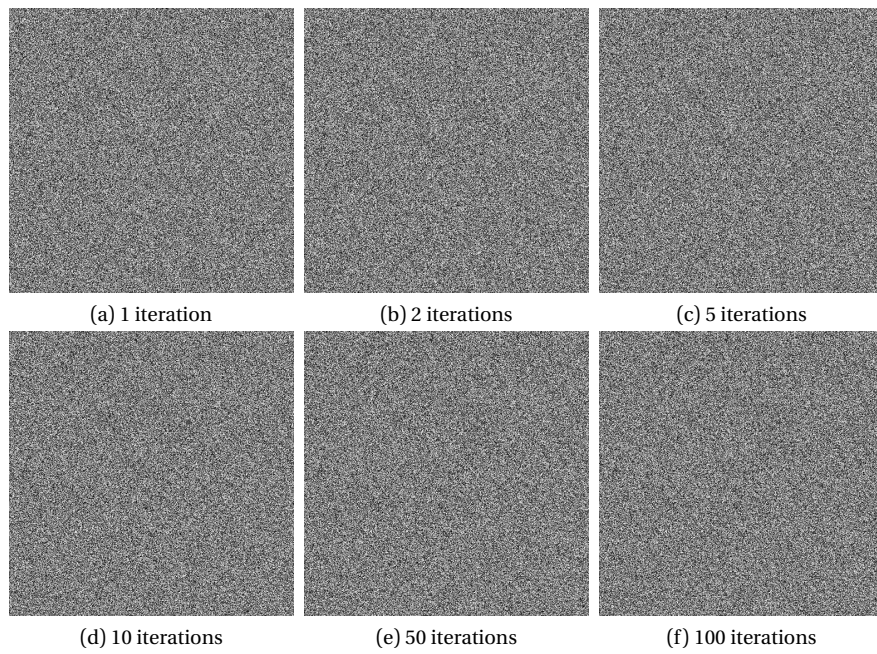 (a) 1 iteration
(b) 2 iterations
(c) 5 iterations
(d) 10 iterations
(e) 50 iterations
(f) 100 iterations